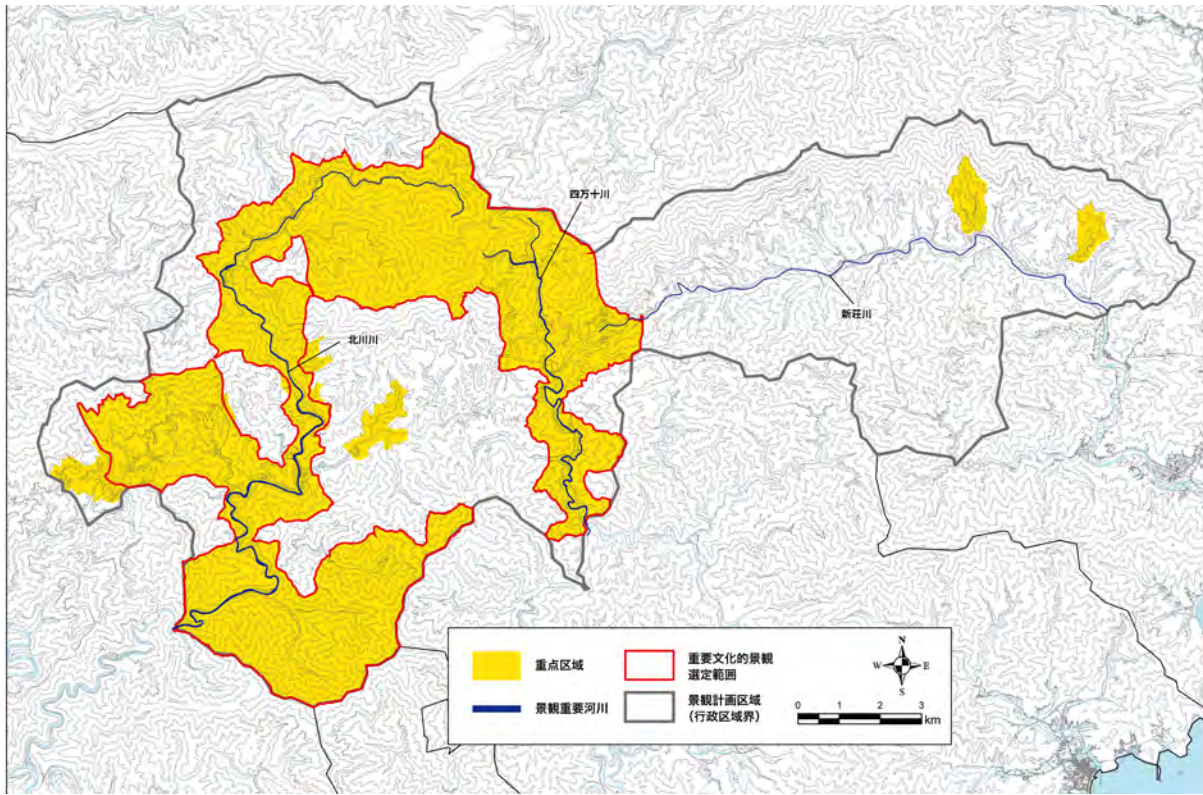 四万十川
新荘川
北川川
重点区域
重要文化的景観
選定範囲
景観重要河川
景観計画区域
(行政区域界)
N
W
E
S
0 1 2 3
km